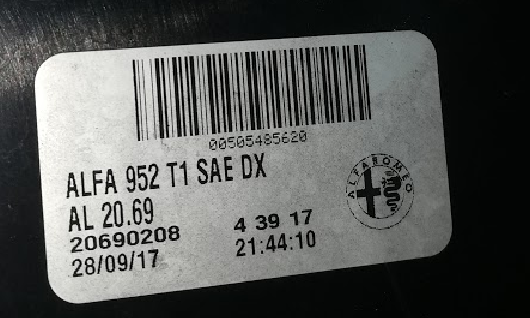 00505485620
ALFA 952 T1 SAE DX
AL 20.69
20690208 4 39 17
28/09/17 21:44:10
ALFA ROMEO